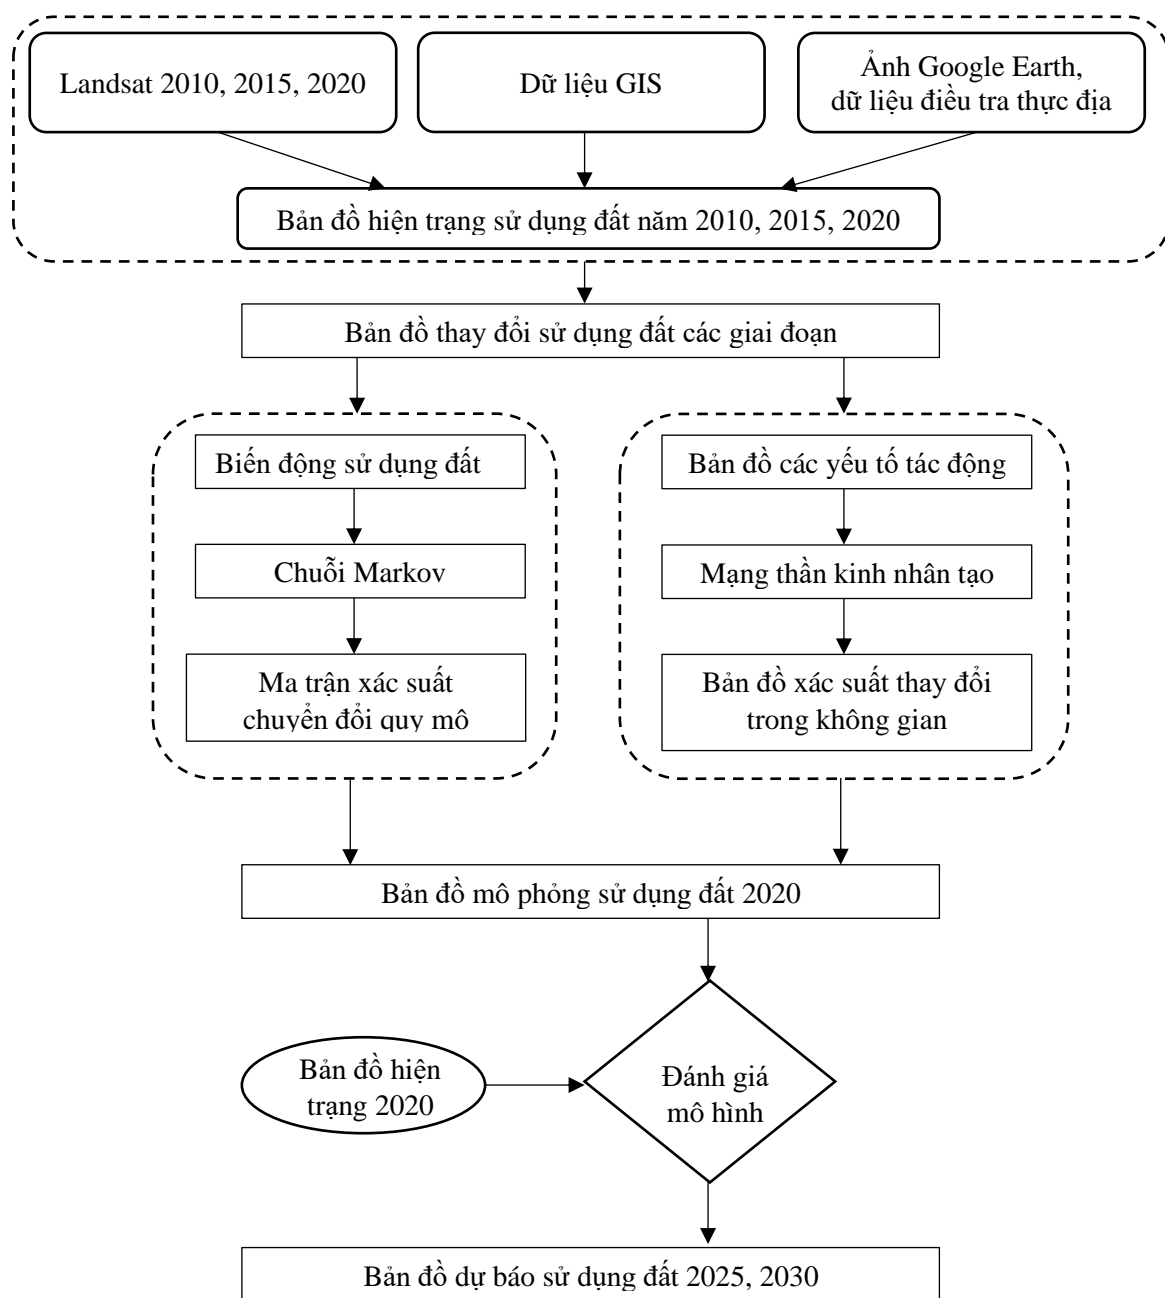 Landsat 2010, 2015, 2020
Dữ liệu GIS
Ảnh Google Earth,
dữ liệu điều tra thực địa
Bản đồ hiện trạng sử dụng đất năm 2010, 2015, 2020
Bản đồ thay đổi sử dụng đất các giai đoạn
Biến động sử dụng đất
Chuỗi Markov
Ma trận xác suất
chuyển đổi quy mô
Bản đồ các yếu tố tác động
Mạng thần kinh nhân tạo
Bản đồ xác suất thay đổi
trong không gian
Bản đồ mô phỏng sử dụng đất 2020
Bản đồ hiện
trạng 2020
Đánh giá
mô hình
Bản đồ dự báo sử dụng đất 2025, 2030